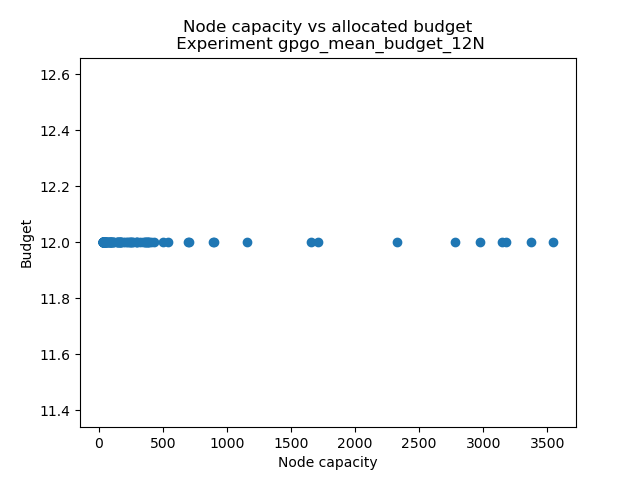 Node capacity vs allocated budget
Experiment gpgo_mean_budget_12N
12.6
12.4
12.2
12.0
11.8
11.6
11.4
Budget
0 500 1000 1500 2000 2500 3000 3500
Node capacity